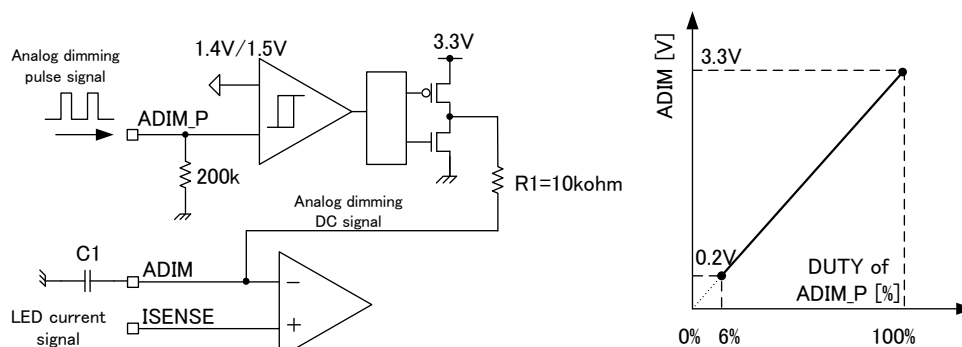 Analog dimming
pulse signal
1.4V/1.5V
3.3V
ADIM_P
200k
R1=10kohm
Analog dimming
DC signal
C1
ADIM
−
LED current
signal
ISENSE
+
ADIM [V]
3.3V
0.2V
DUTY of
ADIM_P [%]
0%
6%
100%